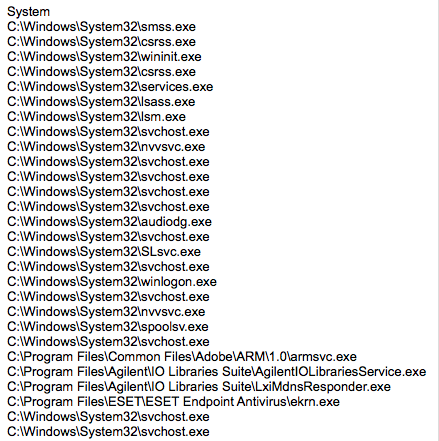 System
C:\Windows\System32\smss.exe
C:\Windows\System32\csrss.exe
C:\Windows\System32\wininit.exe
C:\Windows\System32\csrss.exe
C:\Windows\System32\services.exe
C:\Windows\System32\lsass.exe
C:\Windows\System32\lsm.exe
C:\Windows\System32\svchost.exe
C:\Windows\System32\nvvsvc.exe
C:\Windows\System32\svchost.exe
C:\Windows\System32\svchost.exe
C:\Windows\System32\svchost.exe
C:\Windows\System32\svchost.exe
C:\Windows\System32\audiodg.exe
C:\Windows\System32\svchost.exe
C:\Windows\System32\SLsvc.exe
C:\Windows\System32\svchost.exe
C:\Windows\System32\winlogon.exe
C:\Windows\System32\svchost.exe
C:\Windows\System32\nvvsvc.exe
C:\Windows\System32\spoolsv.exe
C:\Windows\System32\svchost.exe
C:\Program Files\Common Files\Adobe\ARM\1.0\armsvc.exe
C:\Program Files\Agilent\IO Libraries Suite\AgilentIOLibrariesService.exe
C:\Program Files\Agilent\IO Libraries Suite\LxiMdnsResponder.exe
C:\Program Files\ESET\ESET Endpoint Antivirus\ekrn.exe
C:\Windows\System32\svchost.exe
C:\Windows\System32\svchost.exe